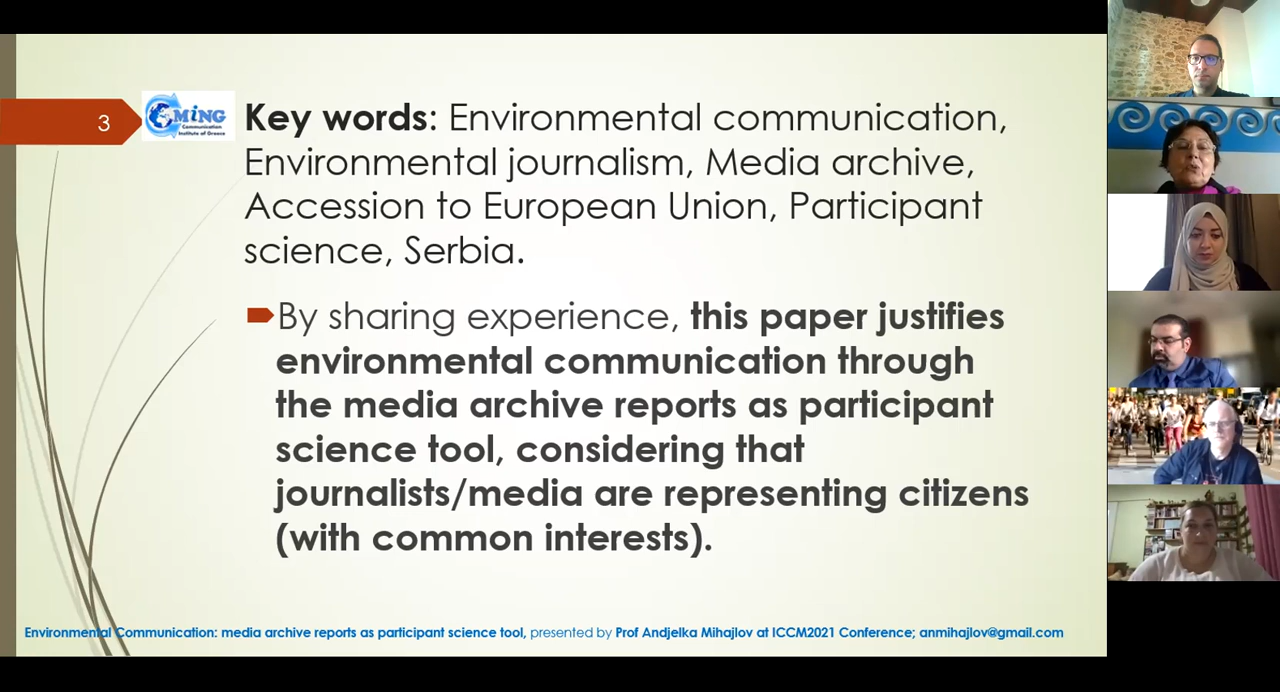 3
COMinG
Communication
Institute of Greece
Key words: Environmental communication,
Environmental journalism, Media archive,
Accession to European Union, Participant
science, Serbia.
By sharing experience, this paper justifies
environmental communication through
the media archive reports as participant
science tool, considering that
journalists/media are representing citizens
(with common interests).
Environmental Communication: media archive reports as participant science tool, presented by Prof Andjelka Mihajlov at ICCM2021 Conference; anmihajlov@gmail.com